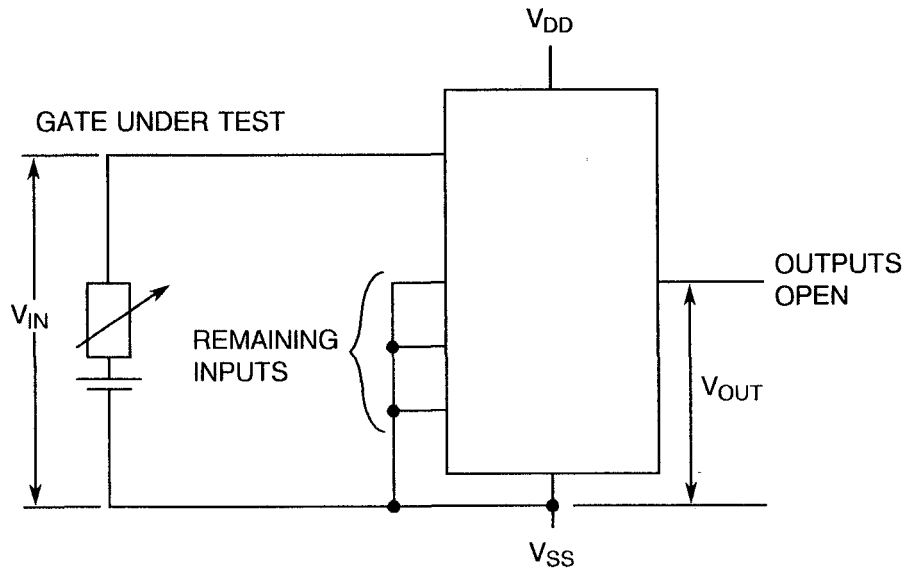 VDD
GATE UNDER TEST
OUTPUTS
OPEN
VIN
REMAINING
INPUTS
VOUT
VSS